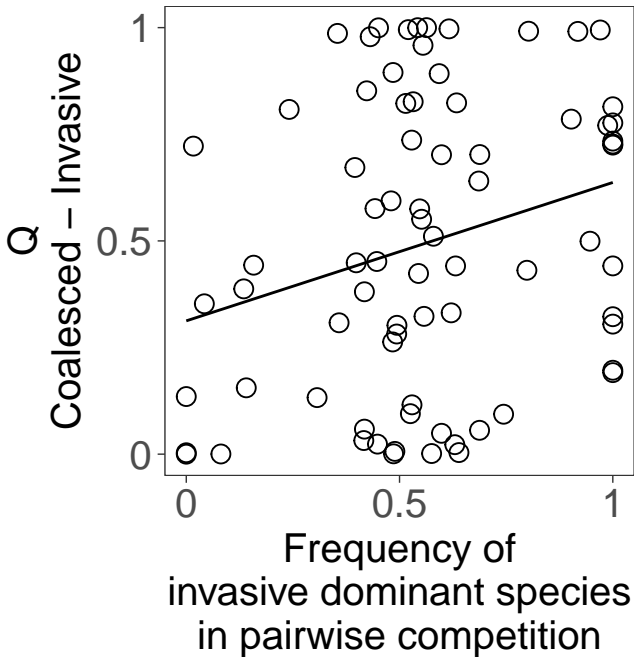 Q
Coalesced – Invasive
1
0.5
0
0
0.5
1
Frequency of
invasive dominant species
in pairwise competition